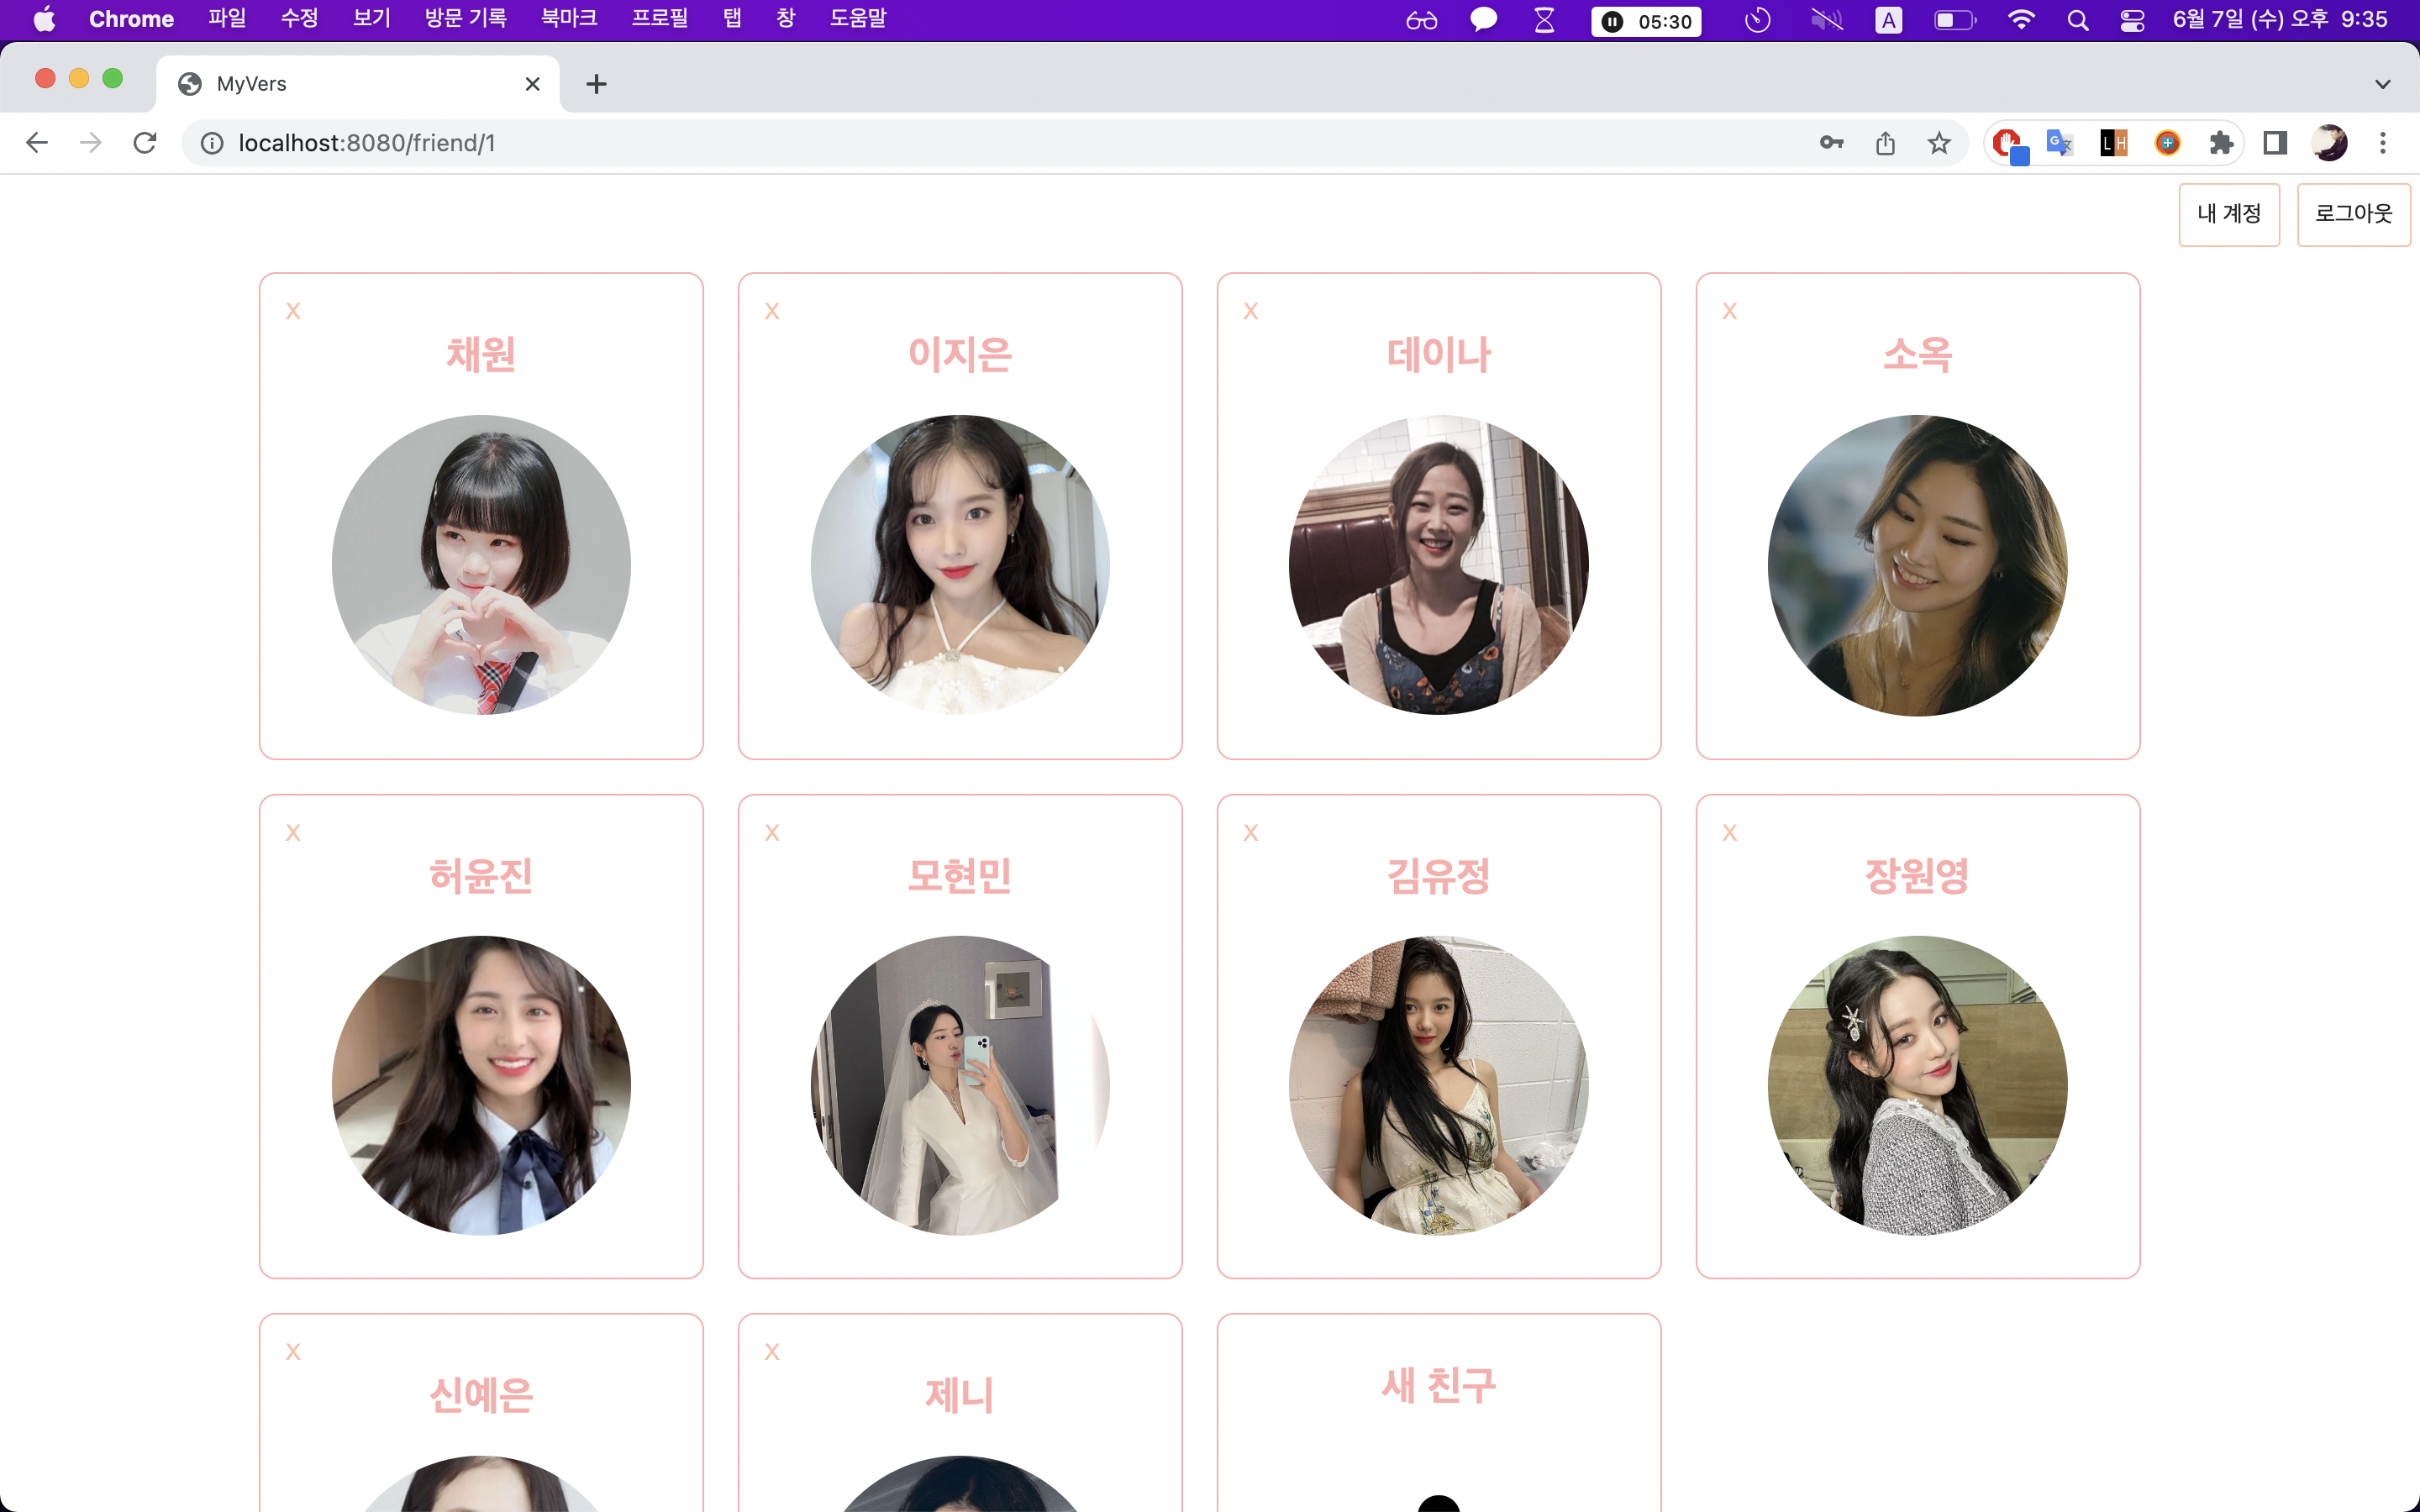 Chrome 파일 수정 보기 방문 기록 북마크 프로필 탭 창 도움말 05:30 A 6월 7일 (수) 오후 9:35
MyVers
localhost:8080/friend/1
LH
내 계정 로그아웃
X X X X
채원 이지은 데이나 소옥
X X X X
허윤진 모현민 김유정 장원영
X X
신예은 제니 새 친구